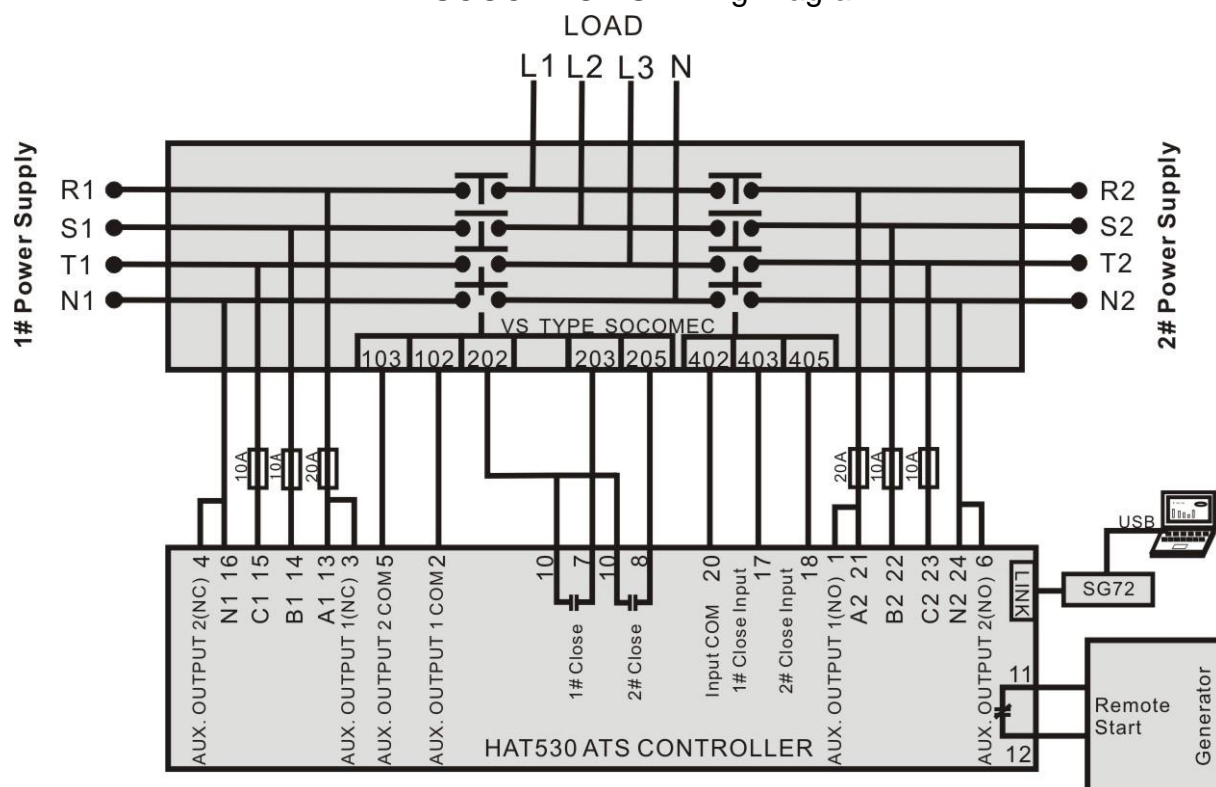 LOAD
L1 L2 L3 N
1# Power Supply
R1
S1
T1
N1
R2
S2
T2
N2
2# Power Supply
VS TYPE SOCOMEC
103 102 202 203 205 402 403 405
10A 10A 20A
20A 10A 10A
USB
SG72
LINK
AUX. OUTPUT 2(NC) 4
N1 16
C1 15
B1 14
A1 13
AUX. OUTPUT 1(NC) 3
AUX. OUTPUT 2 COM 5
AUX. OUTPUT 1 COM 2
10
7
1# Close
10
8
2# Close
Input COM 20
1# Close Input 17
2# Close Input 18
AUX. OUTPUT 1(NO) 1
A2 21
B2 22
C2 23
N2 24
AUX. OUTPUT 2(NO) 6
11
12
Remote
Start
Generator
HAT530 ATS CONTROLLER